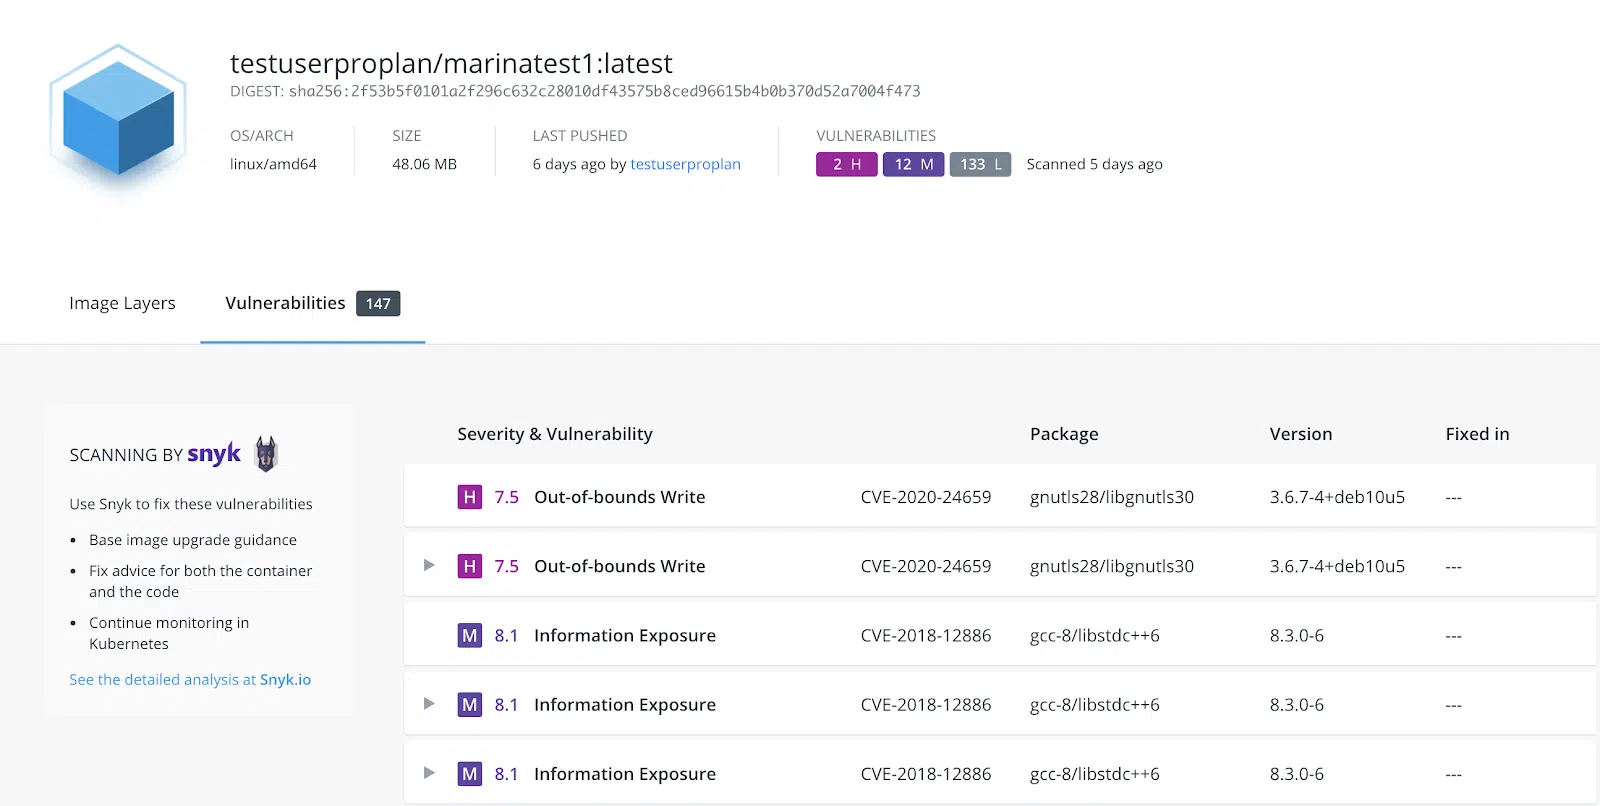 testuserproplan/marinatest1:latest
DIGEST: sha256:2f53b5f0101a2f296c632c28010df43575b8ced96615b4b0b370d52a7004f473
OS/ARCH SIZE LAST PUSHED VULNERABILITIES
linux/amd64 48.06 MB 6 days ago by testuserproplan 2 H 12 M 133 L Scanned 5 days ago
Image Layers Vulnerabilities 147
SCANNING BY snyk
Use Snyk to fix these vulnerabilities
• Base image upgrade guidance
• Fix advice for both the container
and the code
• Continue monitoring in
Kubernetes
See the detailed analysis at Snyk.io
Severity & Vulnerability Package Version Fixed in
H 7.5 Out-of-bounds Write CVE-2020-24659 gnutls28/libgnutls30 3.6.7-4+deb10u5 ---
H 7.5 Out-of-bounds Write CVE-2020-24659 gnutls28/libgnutls30 3.6.7-4+deb10u5 ---
M 8.1 Information Exposure CVE-2018-12886 gcc-8/libstdc++6 8.3.0-6 ---
M 8.1 Information Exposure CVE-2018-12886 gcc-8/libstdc++6 8.3.0-6 ---
M 8.1 Information Exposure CVE-2018-12886 gcc-8/libstdc++6 8.3.0-6 ---